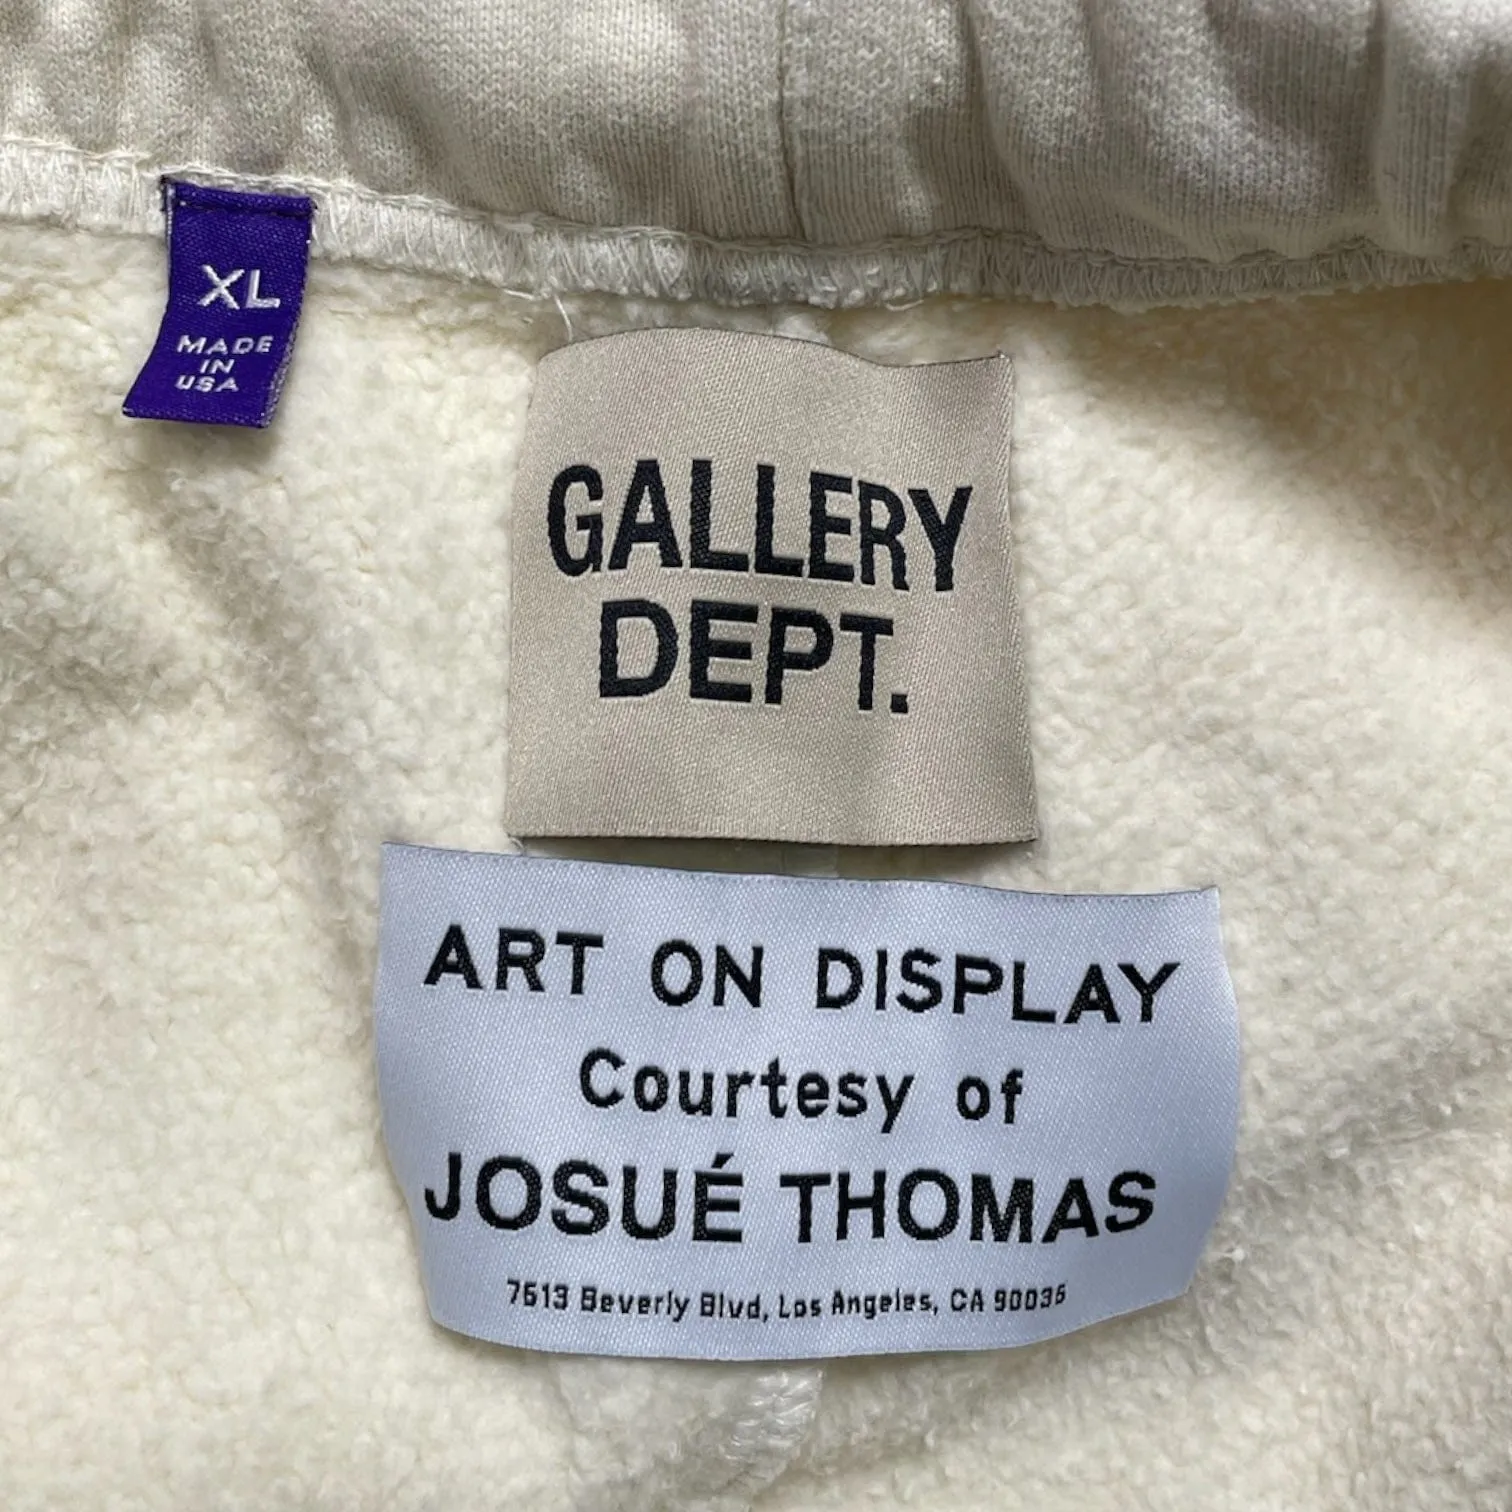 XL
MADE
IN
USA
GALLERY
DEPT.
ART ON DISPLAY
Courtesy of
JOSUÉ THOMAS
7613 Beverly Blvd, Los Angeles, CA 90036